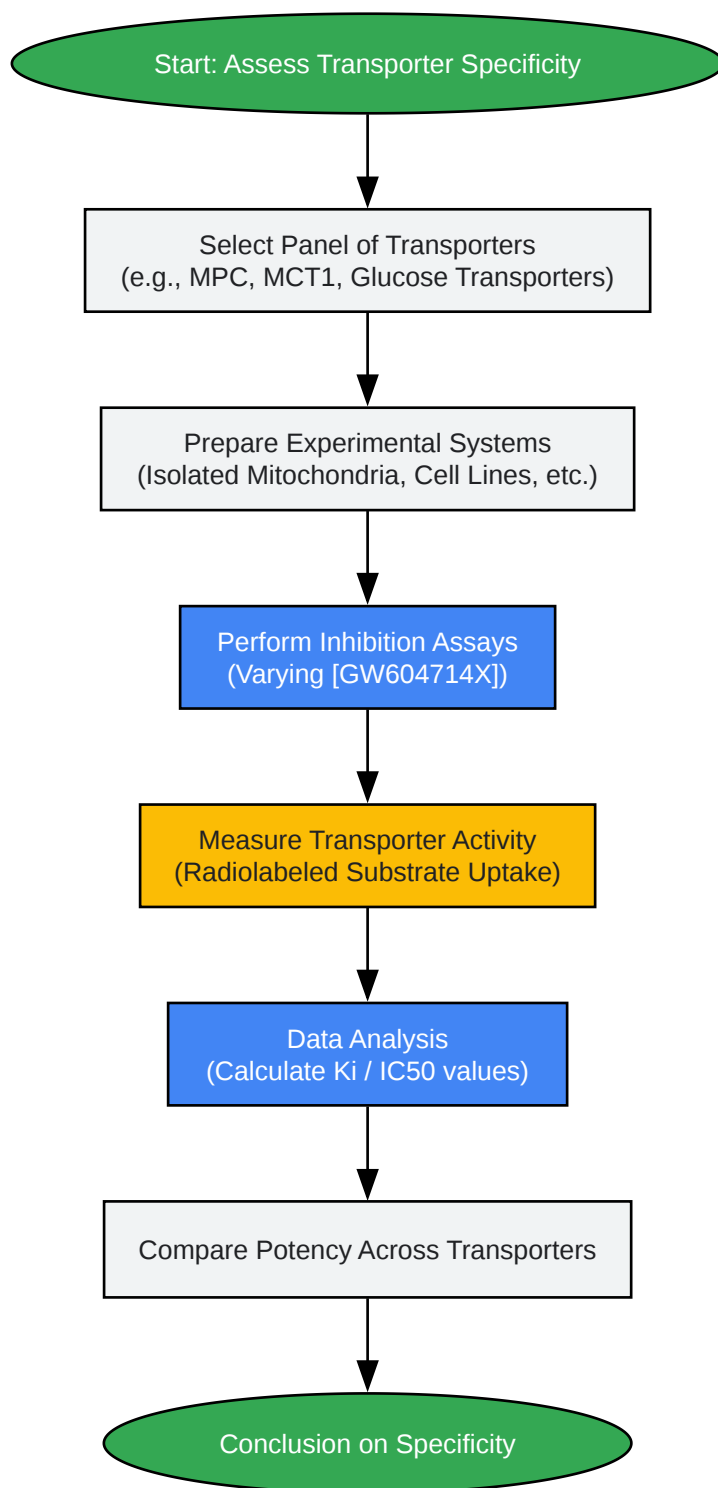 Start: Assess Transporter Specificity
Select Panel of Transporters
(e.g., MPC, MCT1, Glucose Transporters)
Prepare Experimental Systems
(Isolated Mitochondria, Cell Lines, etc.)
Perform Inhibition Assays
(Varying [GW604714X])
Measure Transporter Activity
(Radiolabeled Substrate Uptake)
Data Analysis
(Calculate Ki / IC50 values)
Compare Potency Across Transporters
Conclusion on Specificity